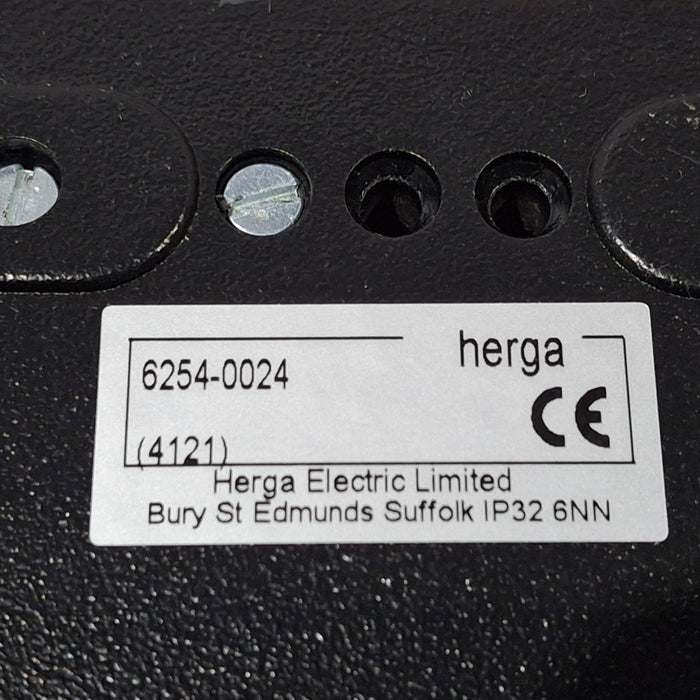 herga
6254-0024
CE
(4121)
Herga Electric Limited
Bury St Edmunds Suffolk IP32 6NN